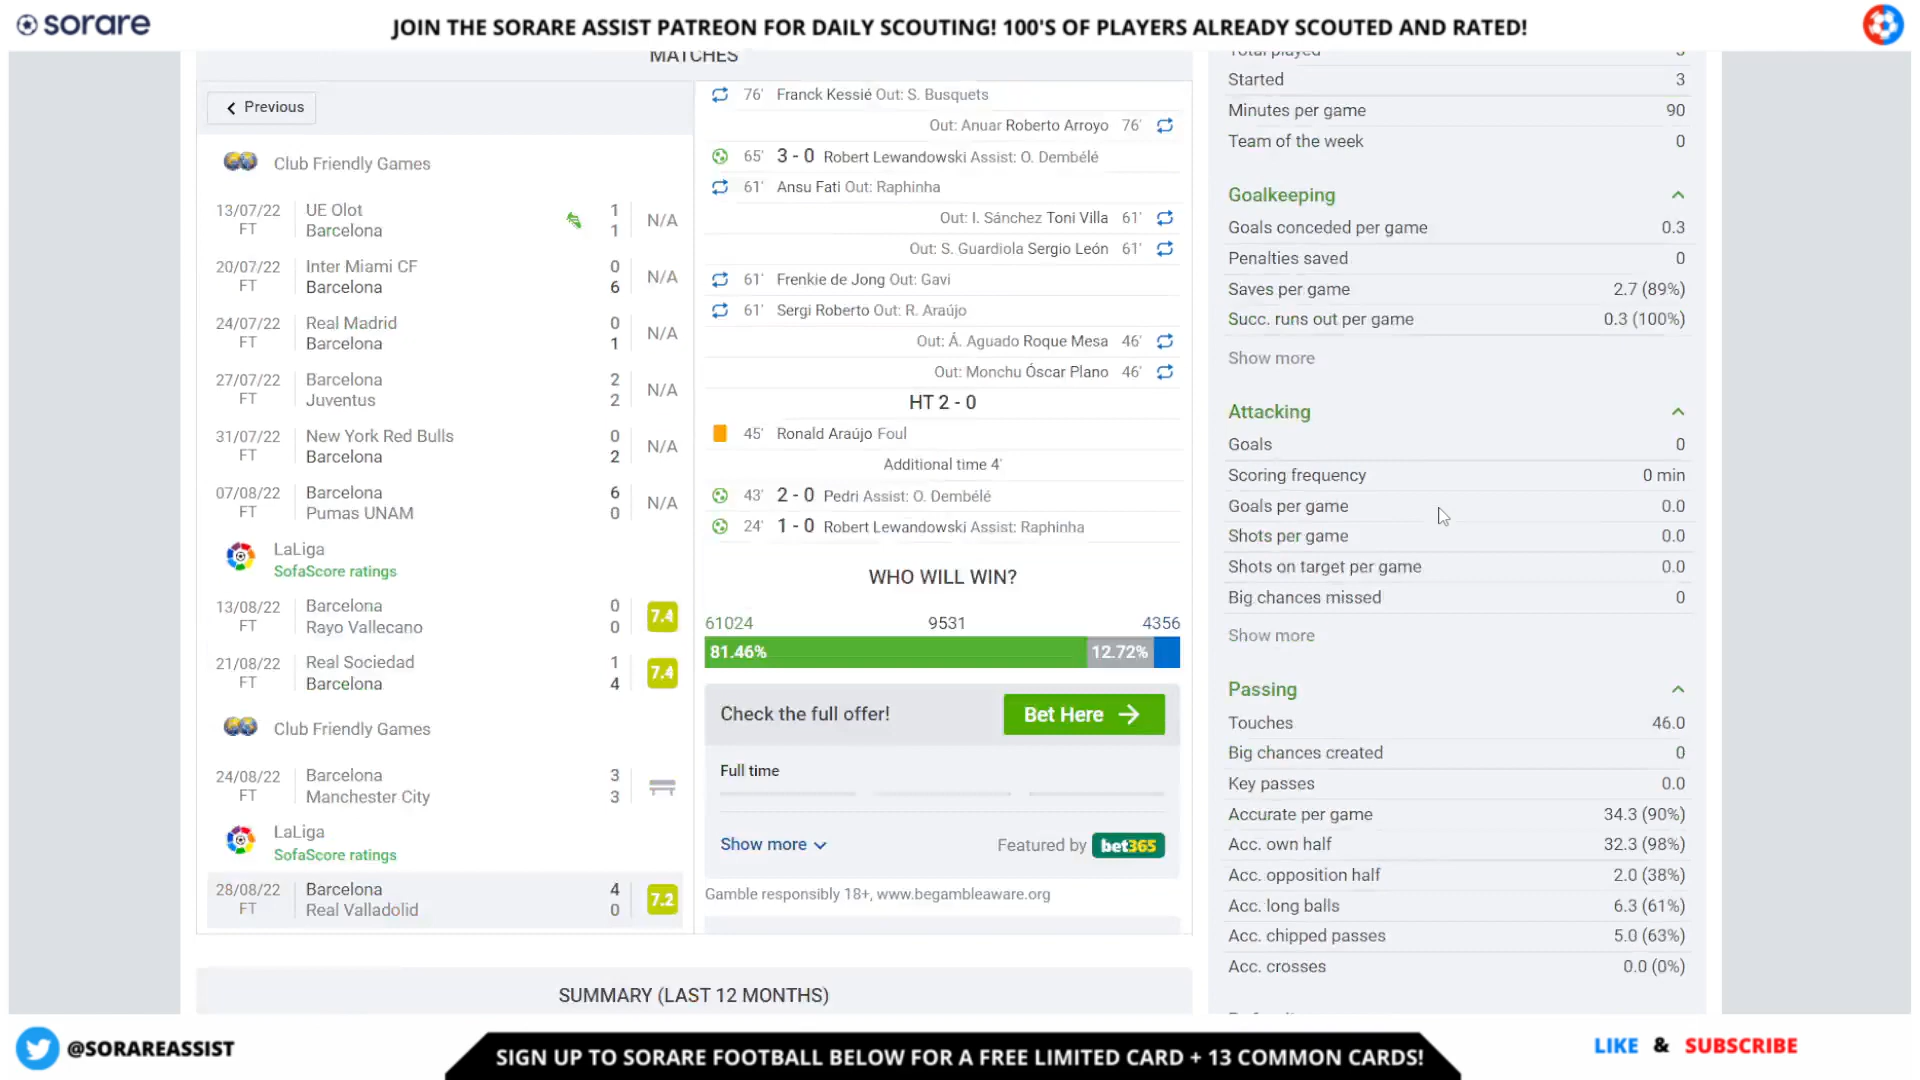 sorare
JOIN THE SORARE ASSIST PATREON FOR DAILY SCOUTING! 100'S OF PLAYERS ALREADY SCOUTED AND RATED!
MATCHES
Previous
Club Friendly Games
13/07/22 UE Olot 1 N/A
FT Barcelona 1
20/07/22 Inter Miami CF 0 N/A
FT Barcelona 6
24/07/22 Real Madrid 0 N/A
FT Barcelona 1
27/07/22 Barcelona 2 N/A
FT Juventus 2
31/07/22 New York Red Bulls 0 N/A
FT Barcelona 2
07/08/22 Barcelona 6 N/A
FT Pumas UNAM 0
LaLiga
SofaScore ratings
13/08/22 Barcelona 0 7.4
FT Rayo Vallecano 0
21/08/22 Real Sociedad 1 7.4
FT Barcelona 4
Club Friendly Games
24/08/22 Barcelona 3
FT Manchester City 3
LaLiga
SofaScore ratings
28/08/22 Barcelona 4 7.2
FT Real Valladolid 0
76' Franck Kessié Out: S. Busquets
Out: Anuar Roberto Arroyo 76'
65' 3 - 0 Robert Lewandowski Assist: O. Dembélé
61' Ansu Fati Out: Raphinha
Out: I. Sánchez Toni Villa 61'
Out: S. Guardiola Sergio León 61'
61' Frenkie de Jong Out: Gavi
61' Sergi Roberto Out: R. Araújo
Out: Á. Aguado Roque Mesa 46'
Out: Monchu Óscar Plano 46'
HT 2 - 0
45' Ronald Araújo Foul
Additional time 4'
43' 2 - 0 Pedri Assist: O. Dembélé
24' 1 - 0 Robert Lewandowski Assist: Raphinha
WHO WILL WIN?
61024 9531 4356
81.46% 12.72%
Check the full offer! Bet Here
Full time
Show more Featured by bet365
Gamble responsibly 18+, www.begambleaware.org
SUMMARY (LAST 12 MONTHS)
Total played 3
Started 3
Minutes per game 90
Team of the week 0
Goalkeeping
Goals conceded per game 0.3
Penalties saved 0
Saves per game 2.7 (89%)
Succ. runs out per game 0.3 (100%)
Show more
Attacking
Goals 0
Scoring frequency 0 min
Goals per game 0.0
Shots per game 0.0
Shots on target per game 0.0
Big chances missed 0
Show more
Passing
Touches 46.0
Big chances created 0
Key passes 0.0
Accurate per game 34.3 (90%)
Acc. own half 32.3 (98%)
Acc. opposition half 2.0 (38%)
Acc. long balls 6.3 (61%)
Acc. chipped passes 5.0 (63%)
Acc. crosses 0.0 (0%)
@SORAREASSIST
SIGN UP TO SORARE FOOTBALL BELOW FOR A FREE LIMITED CARD + 13 COMMON CARDS!
LIKE & SUBSCRIBE